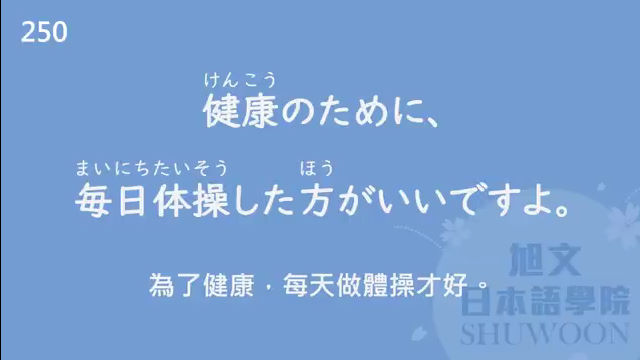 250
けんこう
健康のために、
まいにちたいそう ほう
毎日体操した方がいいですよ。
為了健康，每天做體操才好。
旭文
日本語學院
SHUWOON